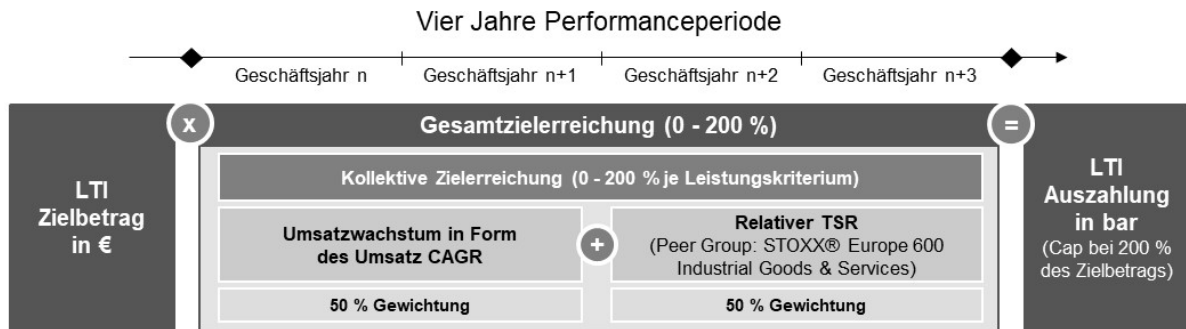 Vier Jahre Performanceperiode
Geschäftsjahr n
Geschäftsjahr n+1
Geschäftsjahr n+2
Geschäftsjahr n+3
LTI
Zielbetrag
in €
x
Gesamtzielerreichung (0 - 200 %)
Kollektive Zielerreichung (0 - 200 % je Leistungskriterium)
Umsatzwachstum in Form
des Umsatz CAGR
50 % Gewichtung
+
Relativer TSR
(Peer Group: STOXX® Europe 600
Industrial Goods & Services)
50 % Gewichtung
=
LTI
Auszahlung
in bar
(Cap bei 200 %
des Zielbetrags)